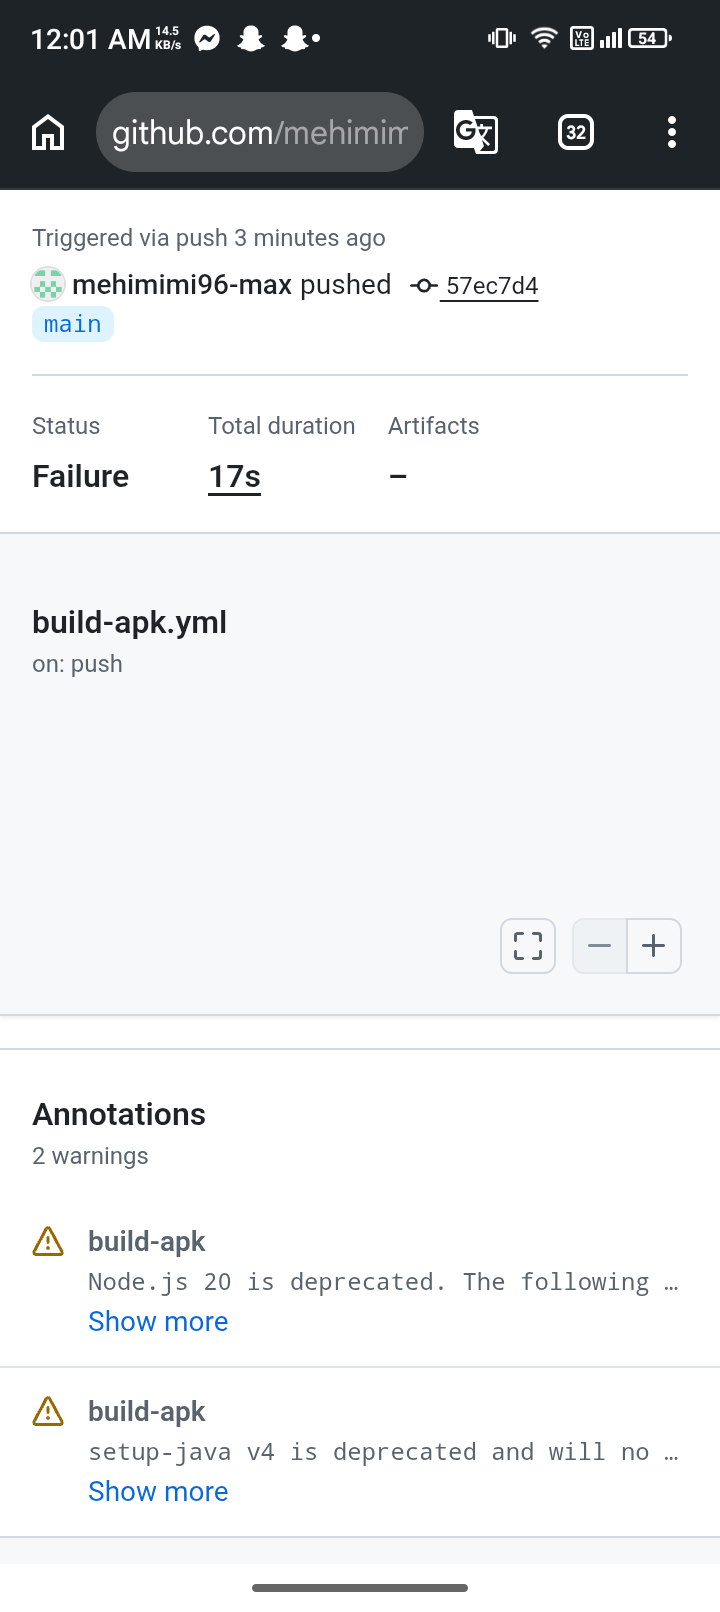 12:01 AM 14.5 KB/s VoLTE 54
github.com/mehimim 32
Triggered via push 3 minutes ago
mehimimi96-max pushed 57ec7d4
main
Status Total duration Artifacts
Failure 17s –
build-apk.yml
on: push
Annotations
2 warnings
build-apk
Node.js 20 is deprecated. The following …
Show more
build-apk
setup-java v4 is deprecated and will no …
Show more